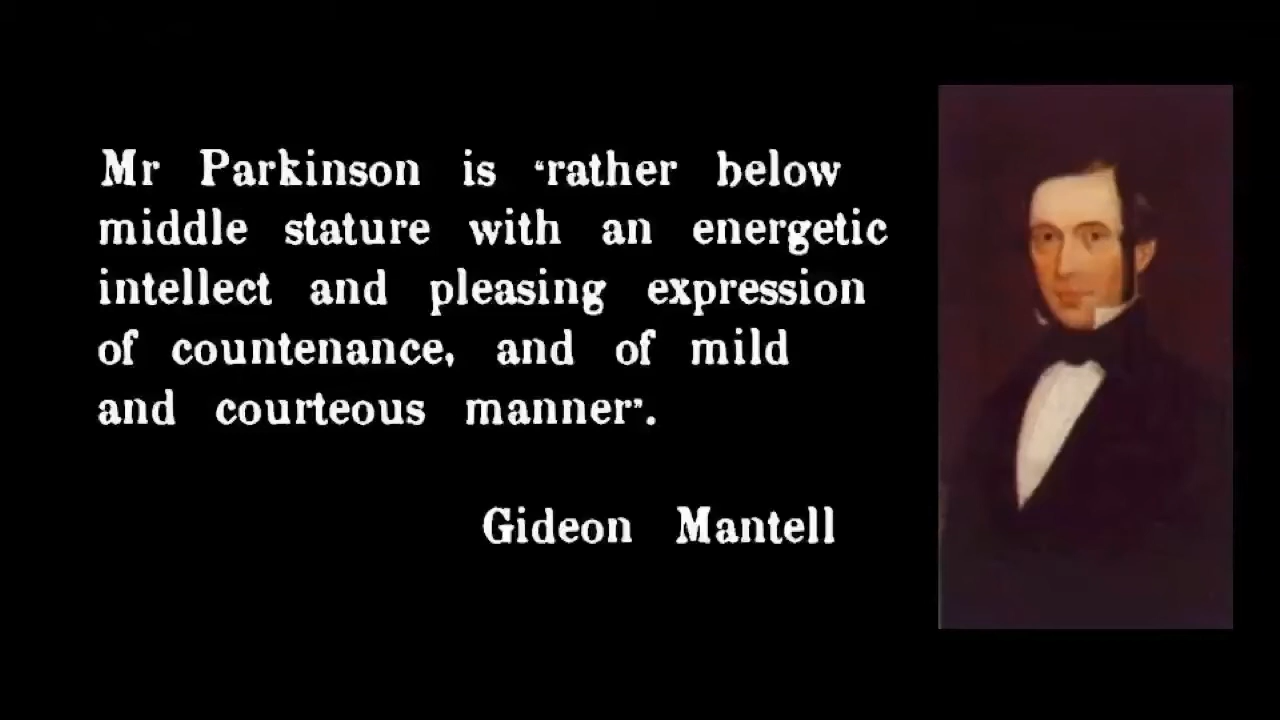 Mr Parkinson is “rather below
middle stature with an energetic
intellect and pleasing expression
of countenance, and of mild
and courteous manner”.
Gideon Mantell